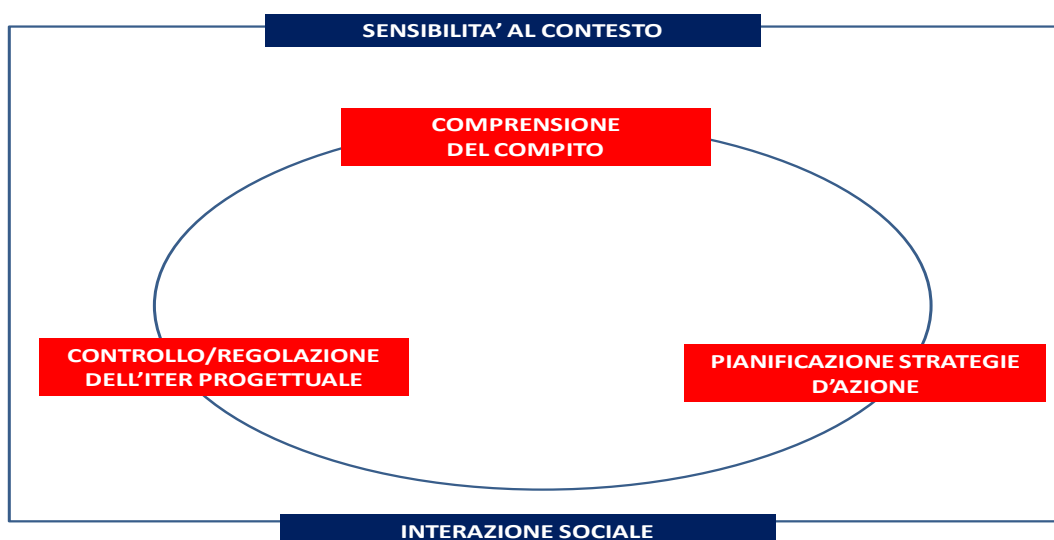 SENSIBILITA' AL CONTESTO
COMPRENSIONE
DEL COMPITO
CONTROLLO/REGOLAZIONE
DELL'ITER PROGETTUALE
PIANIFICAZIONE STRATEGIE
D'AZIONE
INTERAZIONE SOCIALE